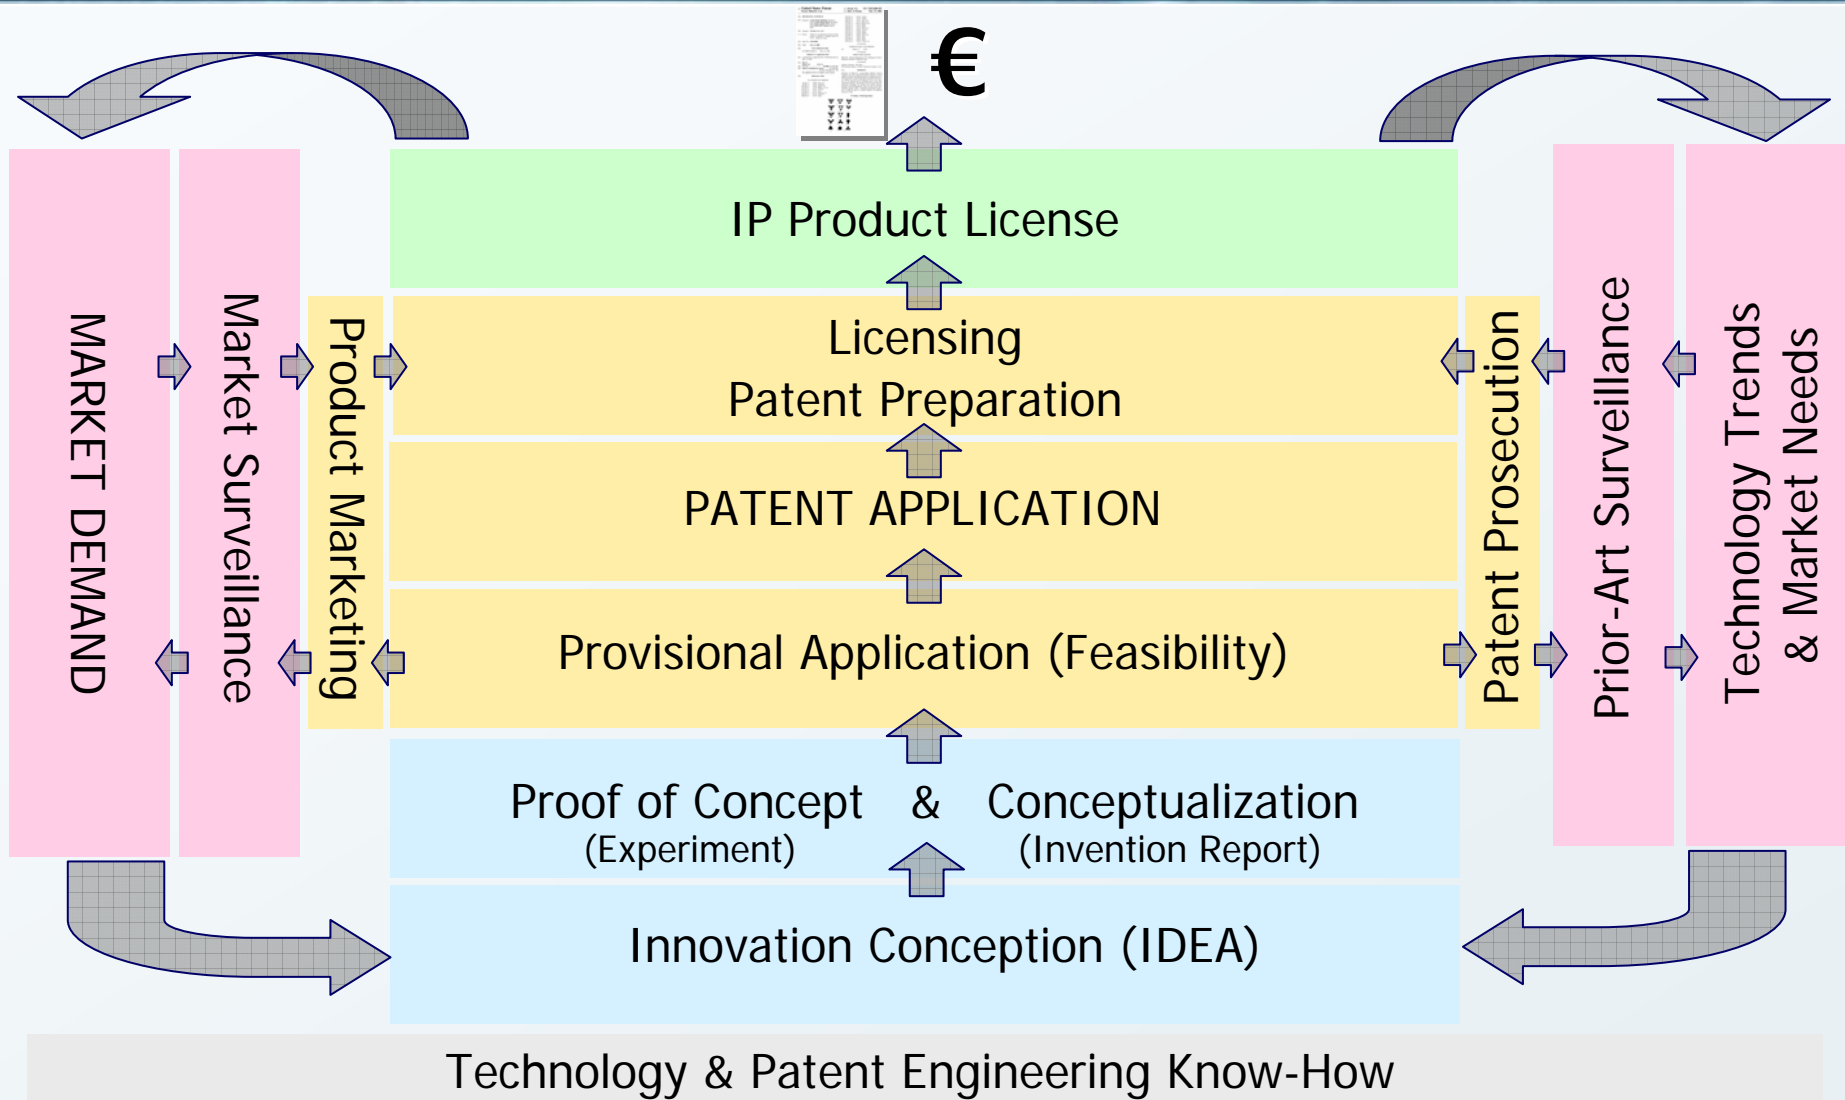 €
IP Product License
Licensing
Patent Preparation
PATENT APPLICATION
Provisional Application (Feasibility)
Proof of Concept & Conceptualization
(Experiment) (Invention Report)
Innovation Conception (IDEA)
MARKET DEMAND
Market Surveillance
Product Marketing
Patent Prosecution
Prior-Art Surveillance
Technology Trends
& Market Needs
Technology & Patent Engineering Know-How